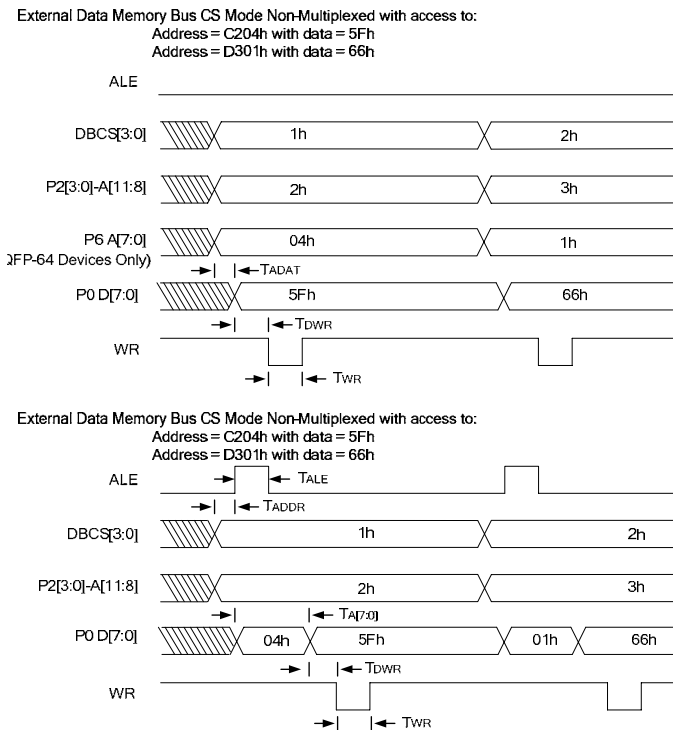 External Data Memory Bus CS Mode Non-Multiplexed with access to:
Address = C204h with data = 5Fh
Address = D301h with data = 66h
ALE
DBCS[3:0] 1h 2h
P2[3:0]-A[11:8] 2h 3h
P6 A[7:0] 04h 1h
QFP-64 Devices Only)
TADAT
P0 D[7:0] 5Fh 66h
TDWR
WR
TWR
External Data Memory Bus CS Mode Non-Multiplexed with access to:
Address = C204h with data = 5Fh
Address = D301h with data = 66h
ALE TALE
TADDR
DBCS[3:0] 1h 2h
P2[3:0]-A[11:8] 2h 3h
TA[7:0]
P0 D[7:0] 04h 5Fh 01h 66h
TDWR
WR
TWR